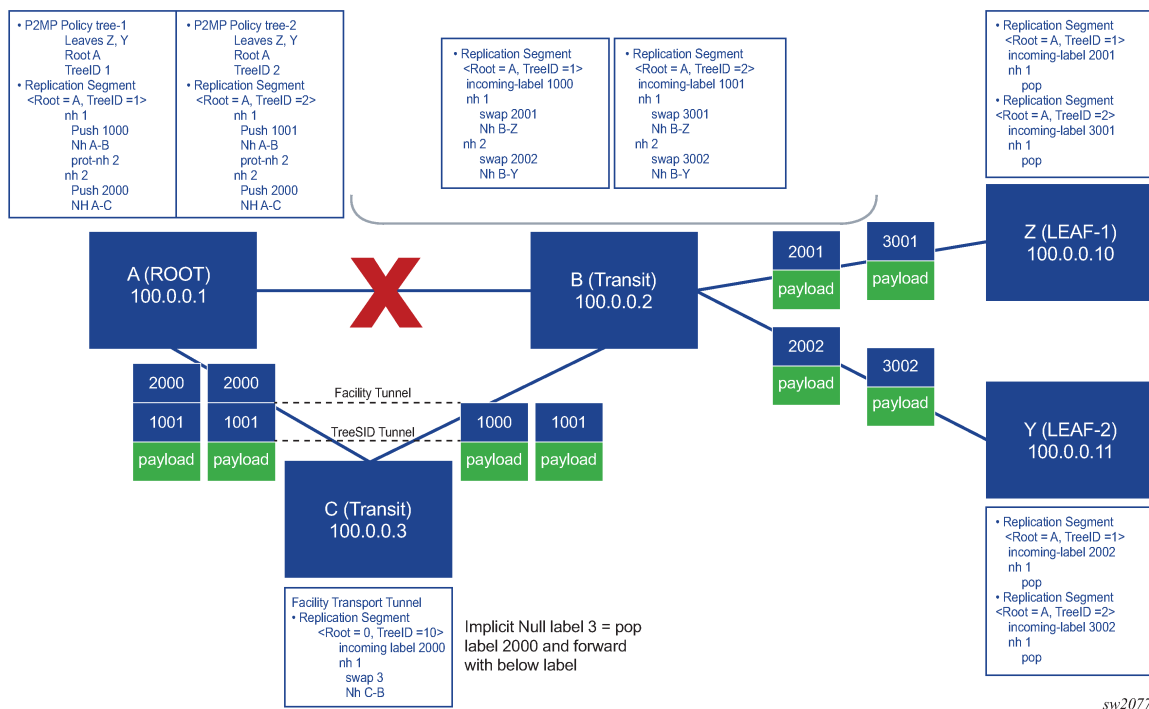 • P2MP Policy tree-1
Leaves Z, Y
Root A
TreeID 1
• Replication Segment
<Root = A, TreeID =1>
nh 1
Push 1000
Nh A-B
prot-nh 2
nh 2
Push 2000
NH A-C
• P2MP Policy tree-2
Leaves Z, Y
Root A
TreeID 2
• Replication Segment
<Root = A, TreeID =2>
nh 1
Push 1001
Nh A-B
prot-nh 2
nh 2
Push 2000
NH A-C
• Replication Segment
<Root = A, TreeID =1>
incoming-label 1000
nh 1
swap 2001
Nh B-Z
nh 2
swap 2002
Nh B-Y
• Replication Segment
<Root = A, TreeID =2>
incoming-label 1001
nh 1
swap 3001
Nh B-Z
nh 2
swap 3002
Nh B-Y
• Replication Segment
<Root = A, TreeID =1>
incoming-label 2001
nh 1
pop
• Replication Segment
<Root = A, TreeID =2>
incoming-label 3001
nh 1
pop
A (ROOT)
100.0.0.1
X
B (Transit)
100.0.0.2
2001
payload
3001
payload
Z (LEAF-1)
100.0.0.10
2002
payload
3002
payload
Y (LEAF-2)
100.0.0.11
2000
1001
payload
2000
1001
payload
Facility Tunnel
TreeSID Tunnel
1000
payload
1001
payload
C (Transit)
100.0.0.3
Facility Transport Tunnel
• Replication Segment
<Root = 0, TreeID =10>
incoming label 2000
nh 1
swap 3
Nh C-B
Implicit Null label 3 = pop
label 2000 and forward
with below label
• Replication Segment
<Root = A, TreeID =1>
incoming-label 2002
nh 1
pop
• Replication Segment
<Root = A, TreeID =2>
incoming-label 3002
nh 1
pop
sw2077